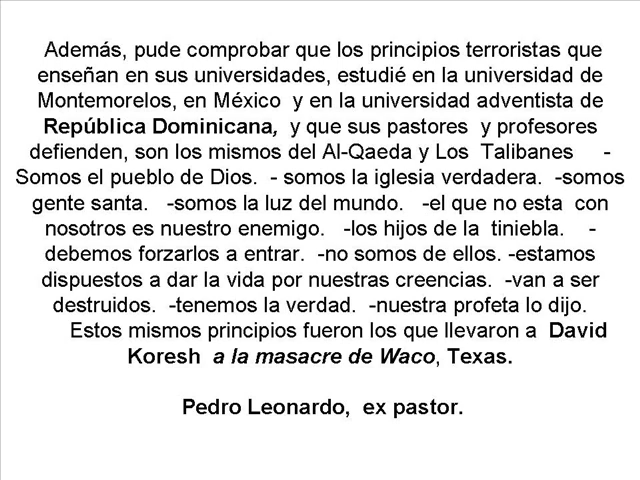 Además, pude comprobar que los principios terroristas que
enseñan en sus universidades, estudié en la universidad de
Montemorelos, en México y en la universidad adventista de
República Dominicana, y que sus pastores y profesores
defienden, son los mismos del Al-Qaeda y Los Talibanes -
Somos el pueblo de Dios. - somos la iglesia verdadera. -somos
gente santa. -somos la luz del mundo. -el que no esta con
nosotros es nuestro enemigo. -los hijos de la tiniebla. -
debemos forzarlos a entrar. -no somos de ellos. -estamos
dispuestos a dar la vida por nuestras creencias. -van a ser
destruidos. -tenemos la verdad. -nuestra profeta lo dijo.
Estos mismos principios fueron los que llevaron a David
Koresh a la masacre de Waco, Texas.
Pedro Leonardo, ex pastor.